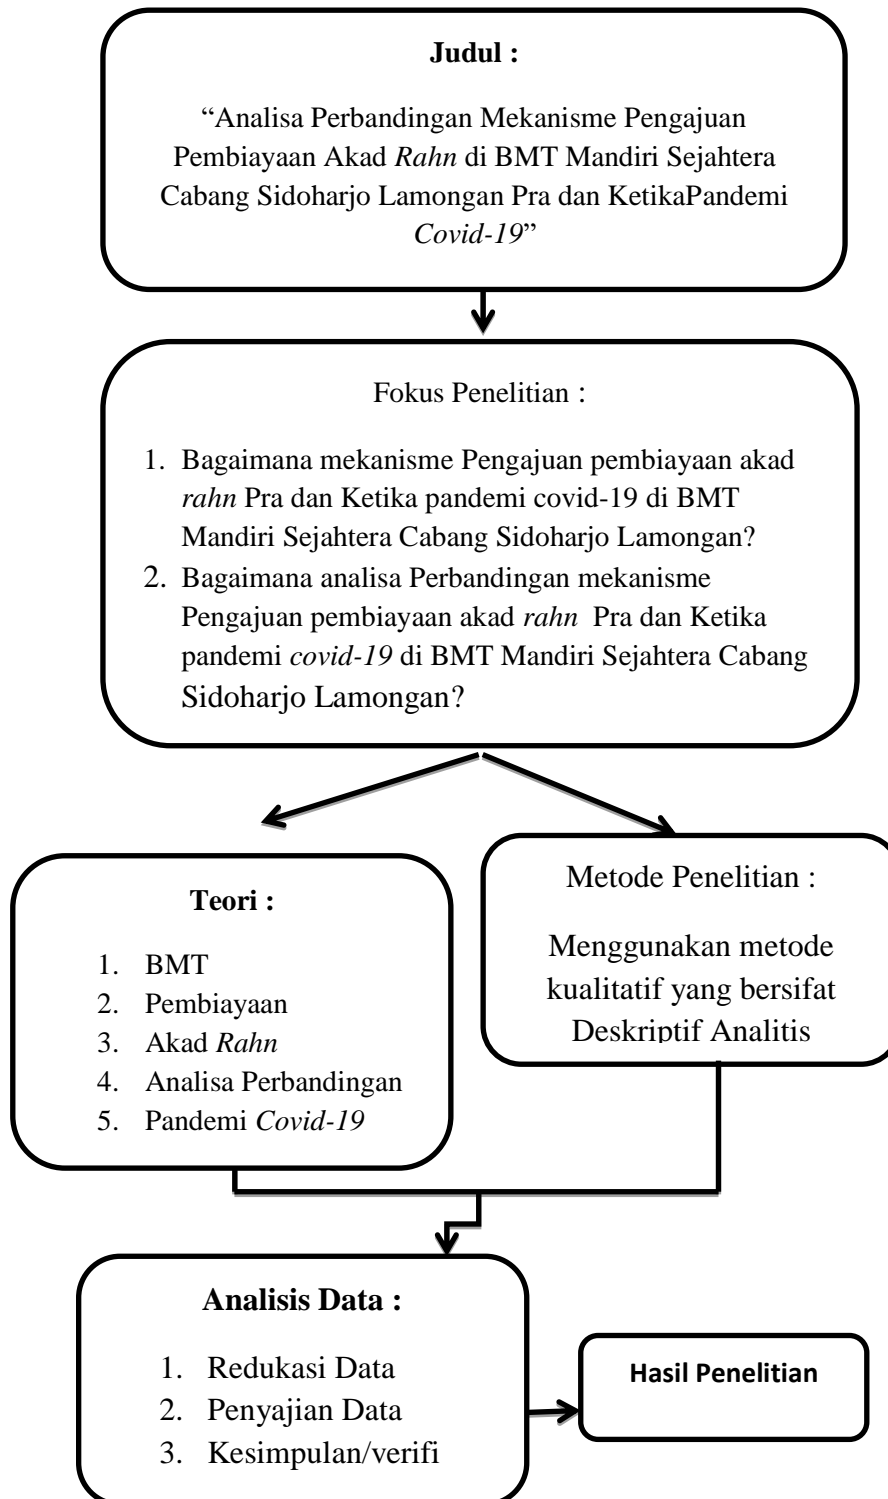 Judul :
“Analisa Perbandingan Mekanisme Pengajuan
Pembiayaan Akad Rahn di BMT Mandiri Sejahtera
Cabang Sidoharjo Lamongan Pra dan KetikaPandemi
Covid-19”
Fokus Penelitian :
1. Bagaimana mekanisme Pengajuan pembiayaan akad
rahn Pra dan Ketika pandemi covid-19 di BMT
Mandiri Sejahtera Cabang Sidoharjo Lamongan?
2. Bagaimana analisa Perbandingan mekanisme
Pengajuan pembiayaan akad rahn Pra dan Ketika
pandemi covid-19 di BMT Mandiri Sejahtera Cabang
Sidoharjo Lamongan?
Teori :
1. BMT
2. Pembiayaan
3. Akad Rahn
4. Analisa Perbandingan
5. Pandemi Covid-19
Metode Penelitian :
Menggunakan metode
kualitatif yang bersifat
Deskriptif Analitis
Analisis Data :
1. Redukasi Data
2. Penyajian Data
3. Kesimpulan/verifi
Hasil Penelitian